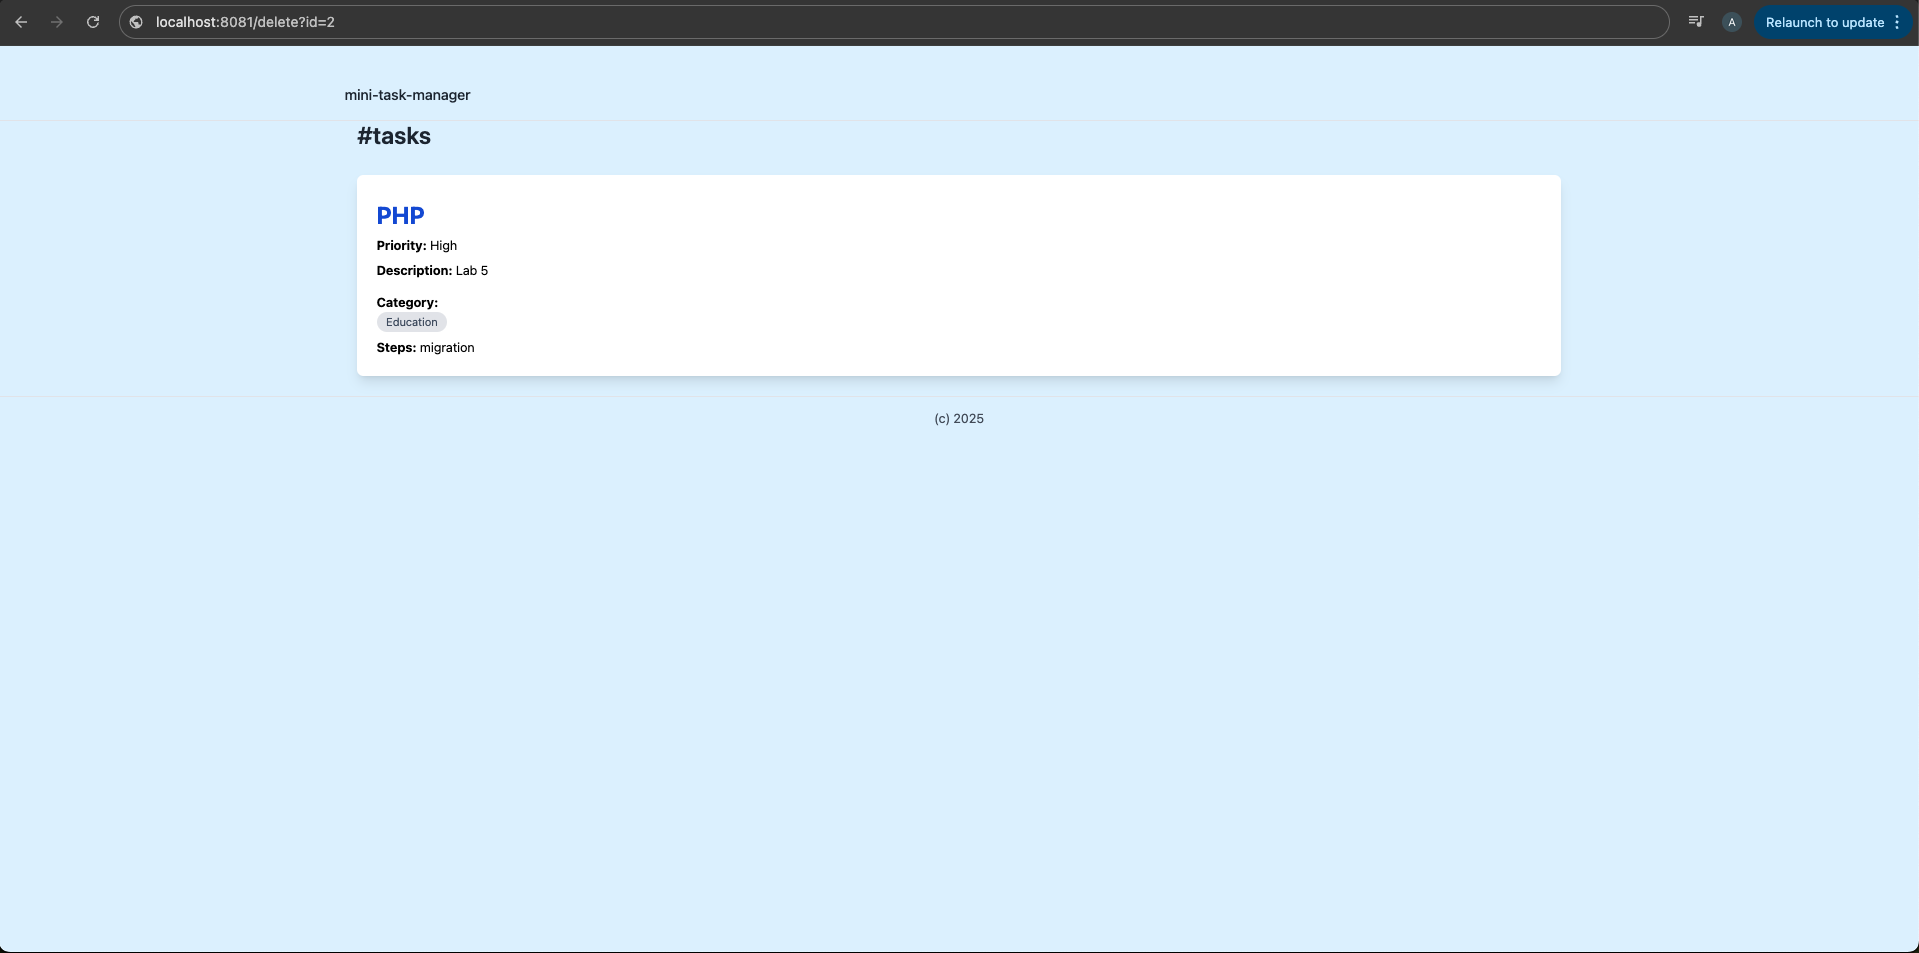 localhost:8081/delete?id=2
A
Relaunch to update
mini-task-manager
#tasks
PHP
Priority: High
Description: Lab 5
Category:
Education
Steps: migration
(c) 2025